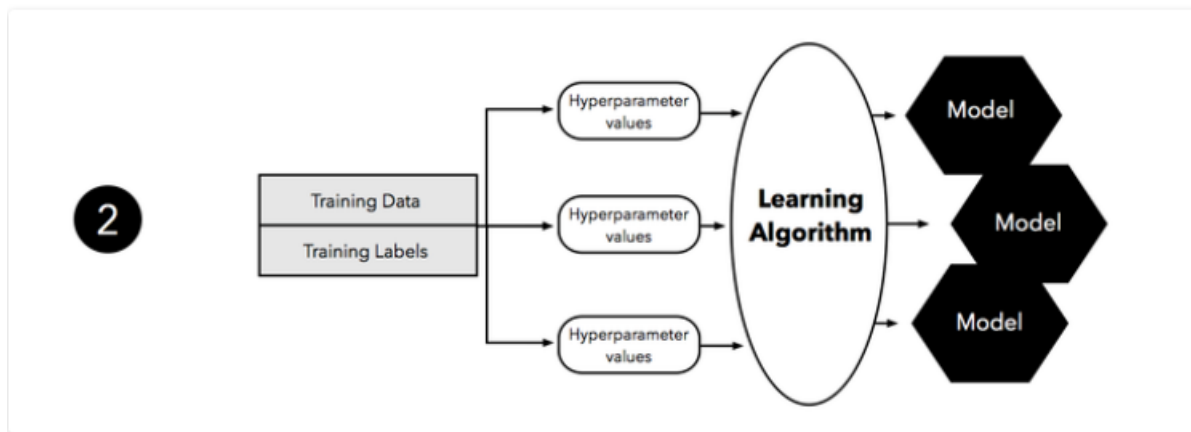 2
Training Data
Training Labels
Hyperparameter
values
Hyperparameter
values
Hyperparameter
values
Learning
Algorithm
Model
Model
Model